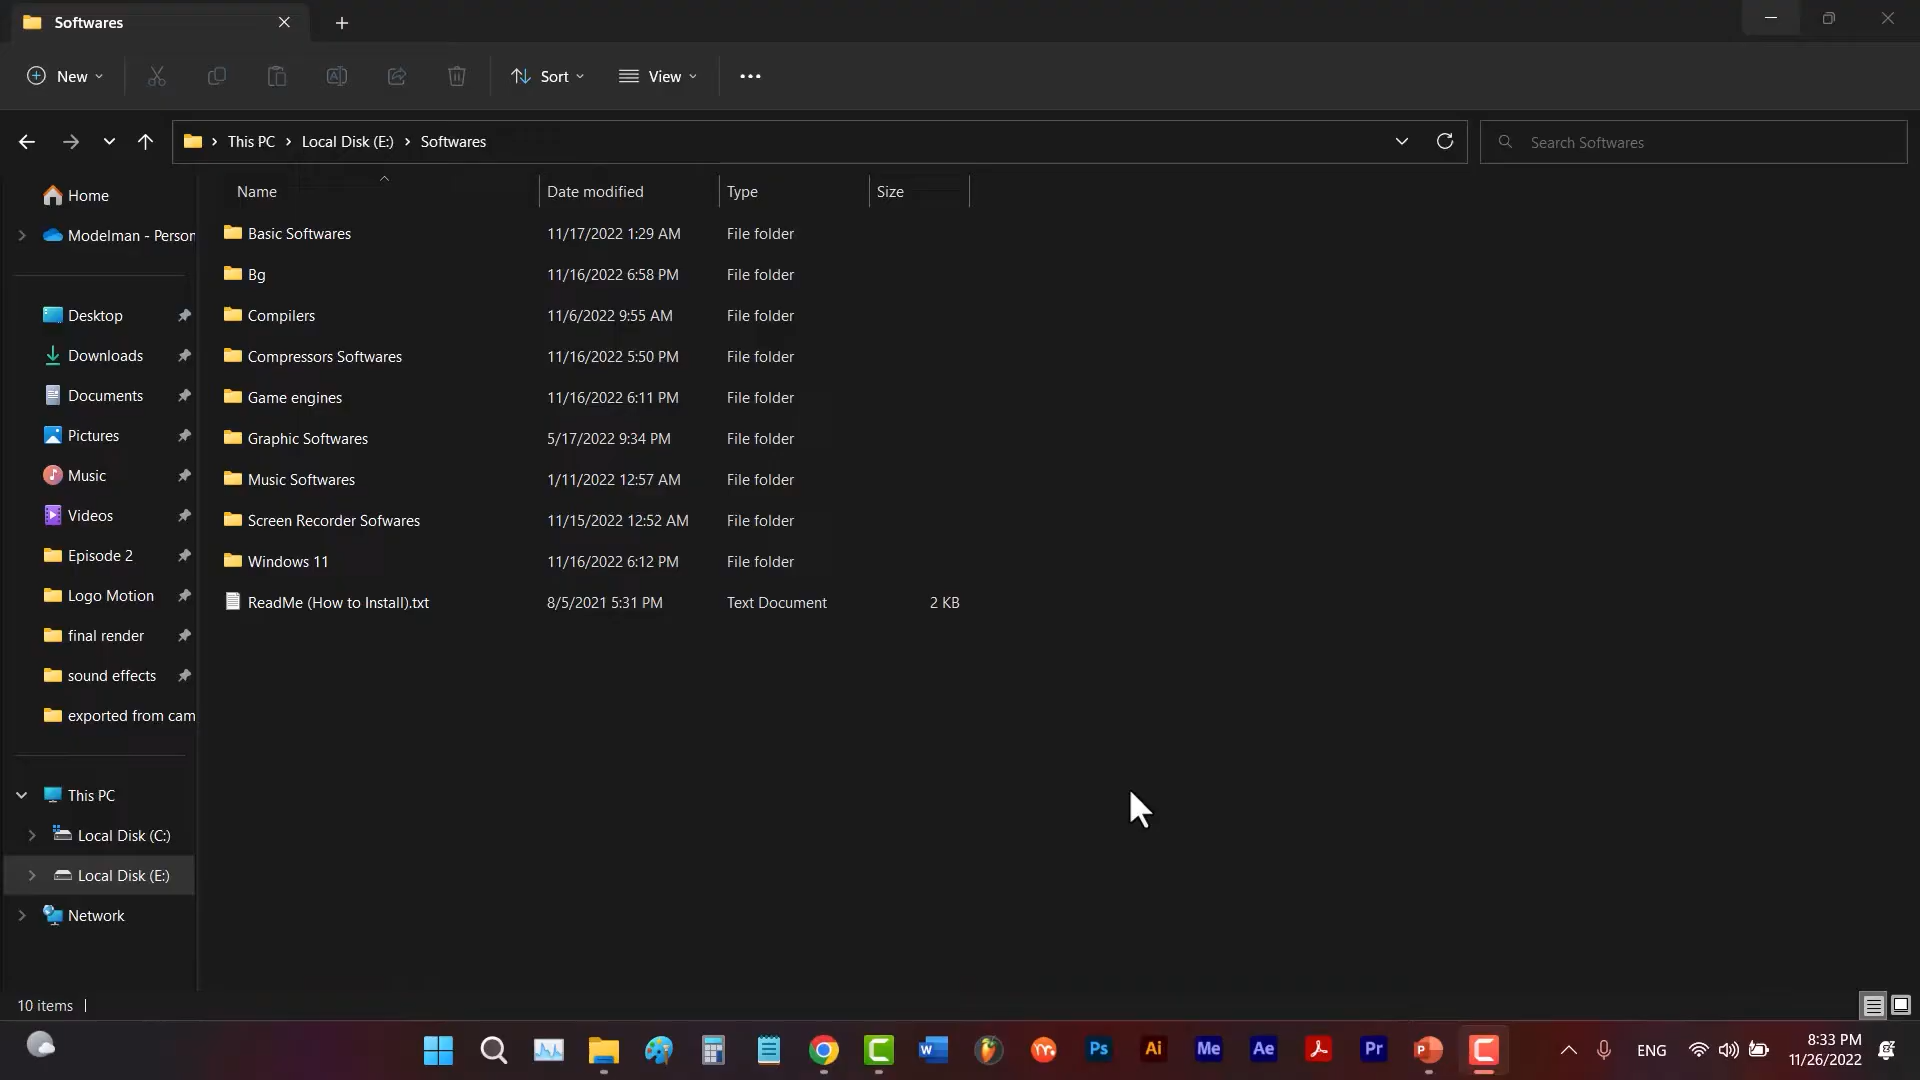 Softwares
New
Sort
View
This PC
Local Disk (E:)
Softwares
Search Softwares
Name
Date modified
Type
Size
Home
Modelman - Person
Desktop
Downloads
Documents
Pictures
Music
Videos
Episode 2
Logo Motion
final render
sound effects
exported from cam
This PC
Local Disk (C:)
Local Disk (E:)
Network
Basic Softwares 11/17/2022 1:29 AM File folder
Bg 11/16/2022 6:58 PM File folder
Compilers 11/6/2022 9:55 AM File folder
Compressors Softwares 11/16/2022 5:50 PM File folder
Game engines 11/16/2022 6:11 PM File folder
Graphic Softwares 5/17/2022 9:34 PM File folder
Music Softwares 1/11/2022 12:57 AM File folder
Screen Recorder Sofwares 11/15/2022 12:52 AM File folder
Windows 11 11/16/2022 6:12 PM File folder
ReadMe (How to Install).txt 8/5/2021 5:31 PM Text Document 2 KB
10 items
Ps
Ai
Me
Ae
Pr
ENG
8:33 PM
11/26/2022